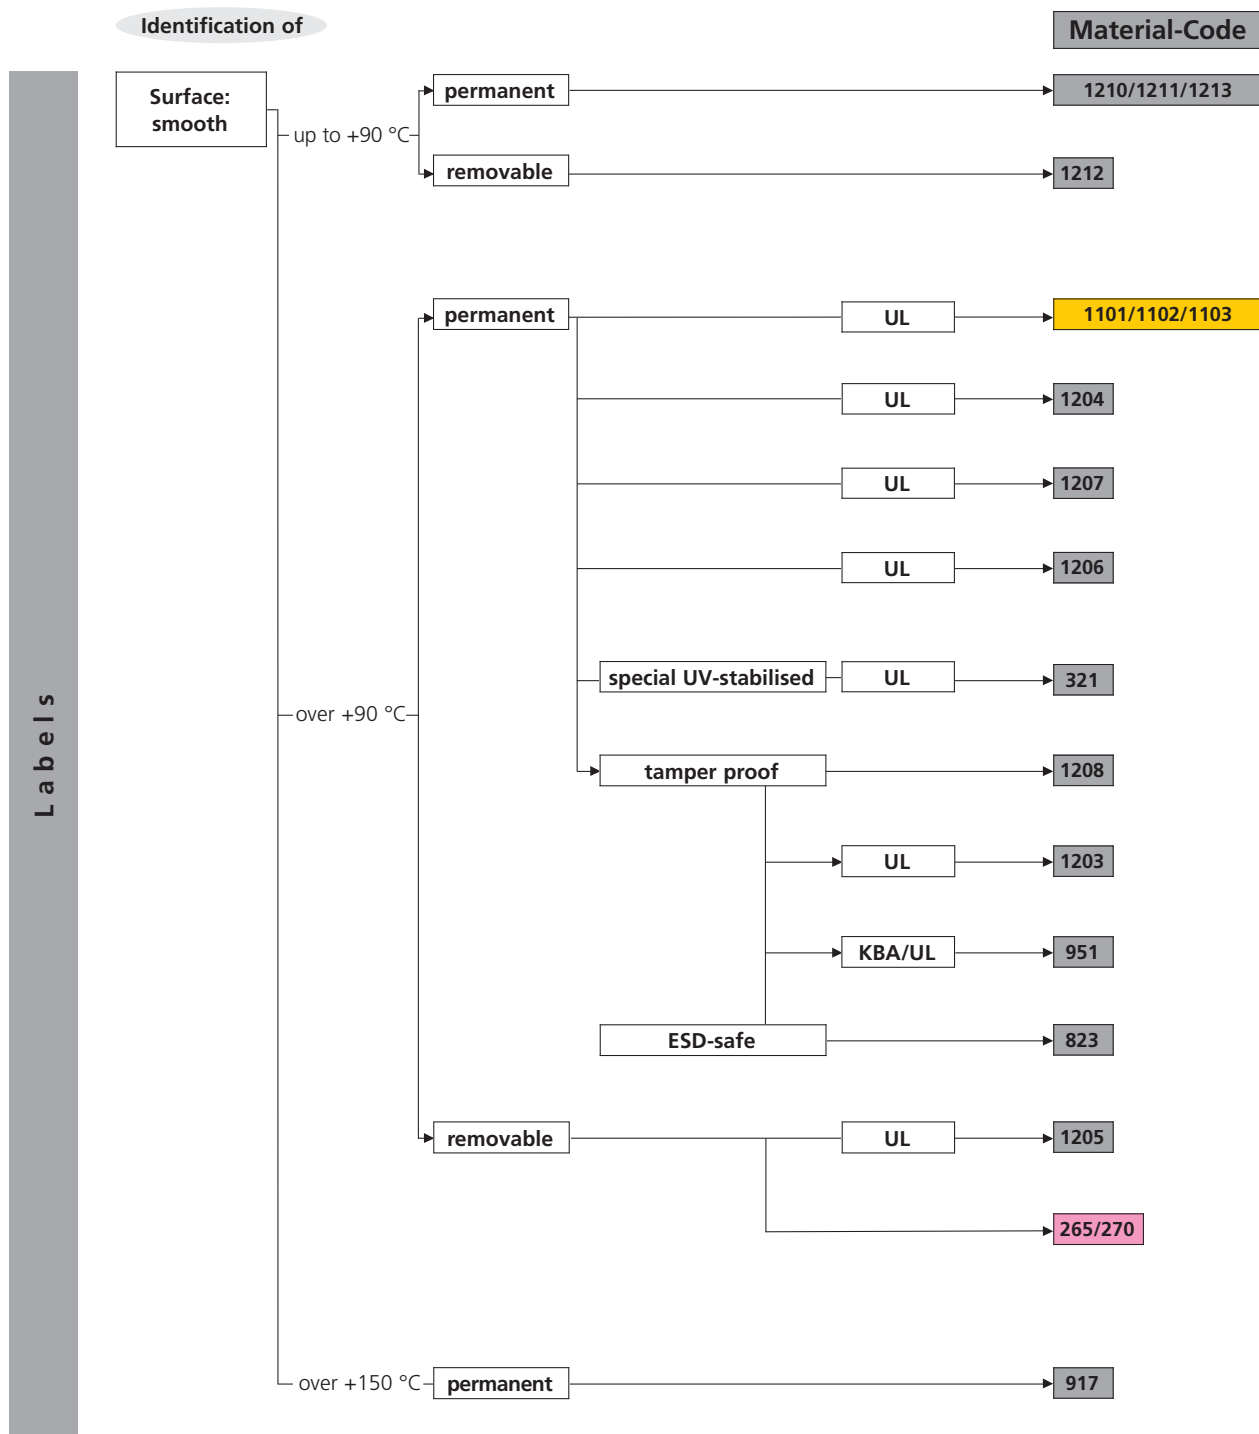 Identification of
Material-Code
Labels
Surface:
smooth
up to +90 °C
permanent
1210/1211/1213
removable
1212
over +90 °C
permanent
UL
1101/1102/1103
UL
1204
UL
1207
UL
1206
special UV-stabilised
UL
321
tamper proof
1208
UL
1203
KBA/UL
951
ESD-safe
823
removable
UL
1205
265/270
over +150 °C
permanent
917